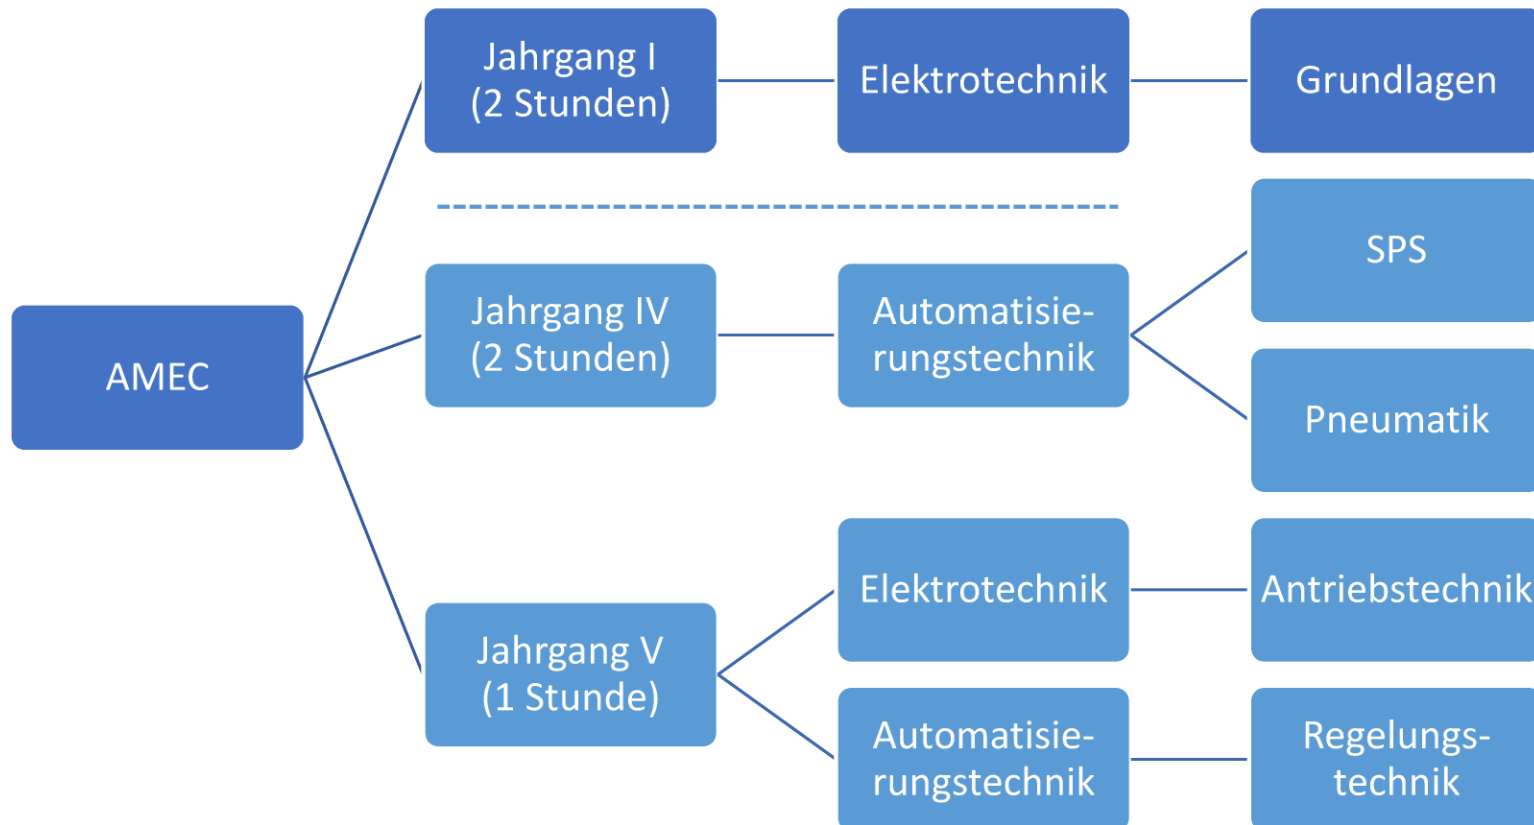 AMEC
Jahrgang I
(2 Stunden)
Elektrotechnik
Grundlagen
Jahrgang IV
(2 Stunden)
Automatisie-
rungstechnik
SPS
Pneumatik
Jahrgang V
(1 Stunde)
Elektrotechnik
Antriebstechnik
Automatisie-
rungstechnik
Regelungs-
technik